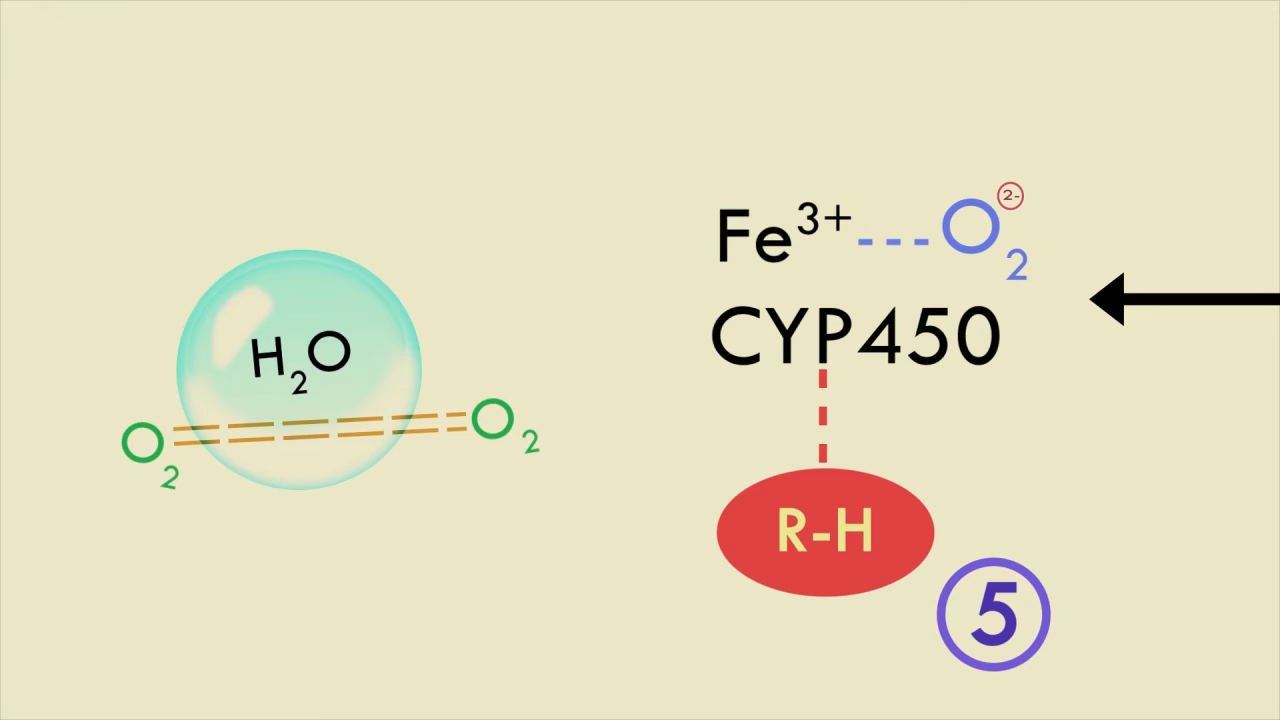 H₂O
O₂ O₂
Fe³⁺---O₂ 2-
CYP450
R-H
5